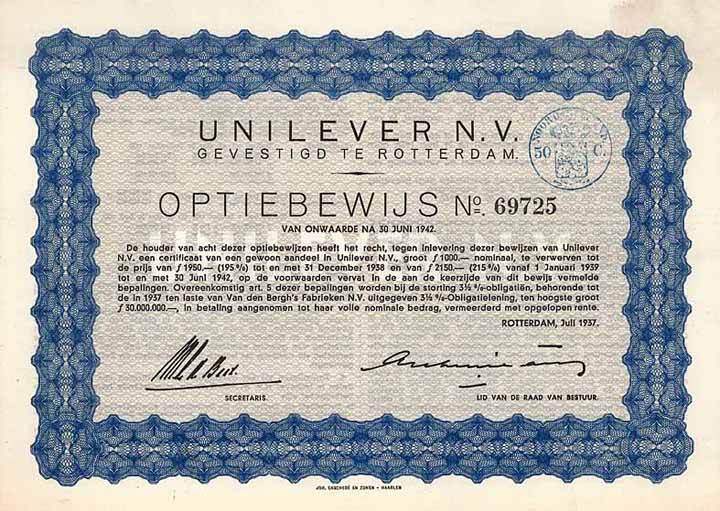 UNILEVER N.V.
GEVESTIGD TE ROTTERDAM.
50 C.
OPTIEBEWIJS No. 69725
VAN ONWAARDE NA 30 JUNI 1942.
De houder van acht dezer optiebewijzen heeft het recht, tegen inlevering dezer bewijzen van Unilever
N.V. een certificaat van een gewoon aandeel in Unilever N.V., groot ƒ 1000.— nominaal, te verwerven tot
de prijs van ƒ 1950.— (195 %) tot en met 31 December 1938 en van ƒ 2150.— (215 %) vanaf 1 Januari 1939
tot en met 30 Juni 1942, op de voorwaarden vervat in de aan de keerzijde van dit bewijs vermelde
bepalingen. Overeenkomstig art. 5 dezer bepalingen worden bij de storting 3½ %-obligatiën, behorende tot
de in 1937 ten laste van Van den Bergh's Fabrieken N.V. uitgegeven 3½ %-Obligatielening, ten hoogste groot
ƒ 30.000.000.—, in betaling aangenomen tot haar volle nominale bedrag, vermeerderd met opgelopen rente.
ROTTERDAM, Juli 1937.
SECRETARIS.
LID VAN DE RAAD VAN BESTUUR.
JOH. ENSCHEDÉ EN ZONEN - HAARLEM